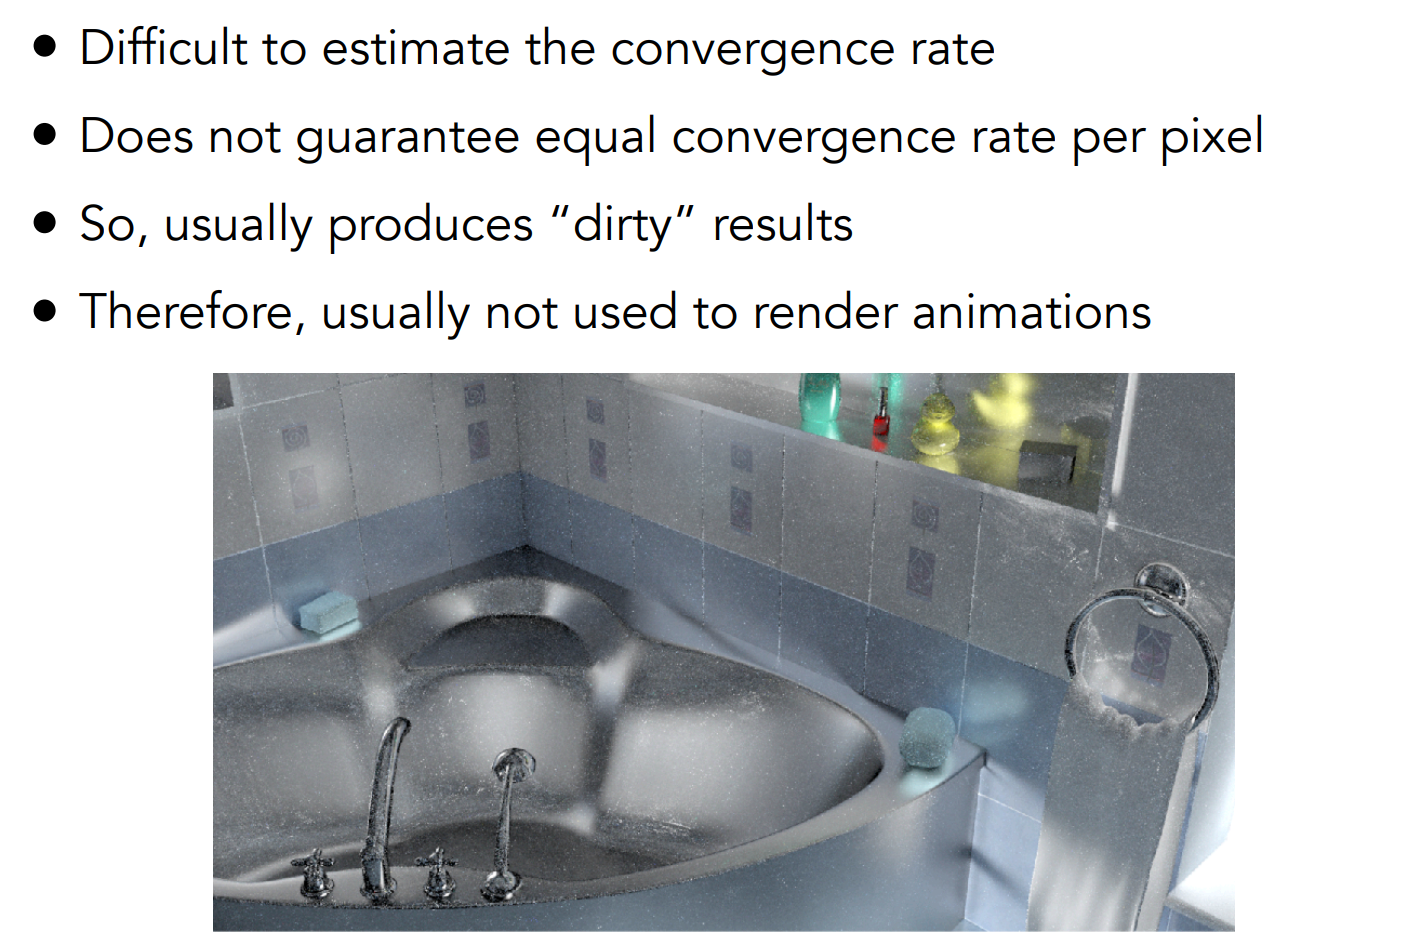 • Difficult to estimate the convergence rate
• Does not guarantee equal convergence rate per pixel
• So, usually produces “dirty” results
• Therefore, usually not used to render animations